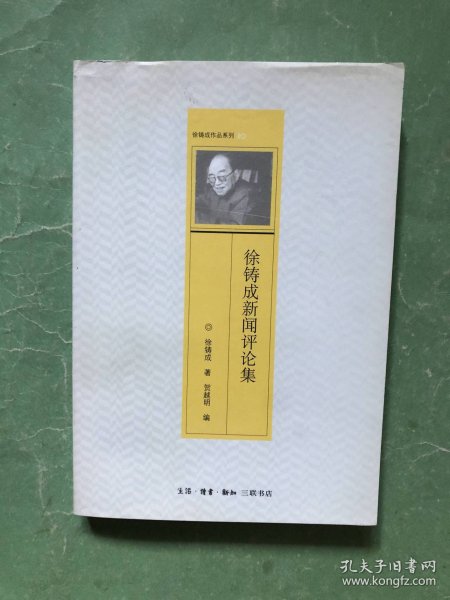 徐铸成作品系列
徐铸成新闻评论集
◎ 徐铸成 著 贺越明 编
生活·读书·新知 三联书店
孔夫子旧书网
www.kongfz.com